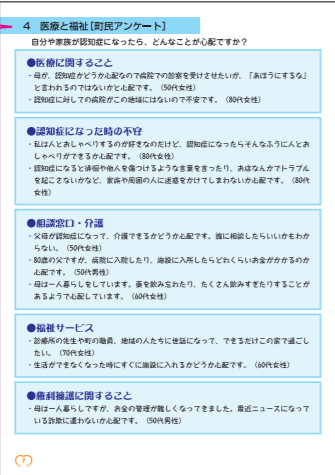 4 医療と福祉［町民アンケート］
自分や家族が認知症になったら、どんなことが心配ですか？
●医療に関すること
・母が、認知症かどうか心配なので病院での診察を受けさせたいが、「あほうにするな」
と言われるのではないかと心配です。（50代女性）
・認知症に対しての病院がこの地域にはないので不安です。（80代女性）
●認知症になった時の不安
・私は人とおしゃべりするのが好きなのだけど、認知症になったらそんなふうに人とお
しゃべりができるか心配です。（80代女性）
・認知症になると徘徊や他人を傷つけるような言葉を言ったり、お店なんかでトラブル
を起こさないかなど、家族や周囲の人に迷惑をかけてしまわないか心配です。（80代
女性）
●相談窓口・介護
・父母が認知症になって、介護できるかどうか心配です。誰に相談したらいいかもわか
らない。（50代女性）
・80歳の父ですが、病院に入院したり、施設に入所したらどれくらいお金がかかるのか
心配です。（50代男性）
・母は一人暮らしをしています。薬を飲み忘れたり、たくさん飲みすぎたりすることが
あるようで心配しています。（60代女性）
●福祉サービス
・診療所の先生や町の職員、地域の人たちに世話になって、できるだけこの家で過ごし
たい。（70代女性）
・生活ができなくなった時にすぐに施設に入れるかどうか心配です。（60代女性）
●権利擁護に関すること
・母は一人暮らしですが、お金の管理が難しくなってきました。最近ニュースになって
いる詐欺に遭わないか心配です。（50代男性）
7